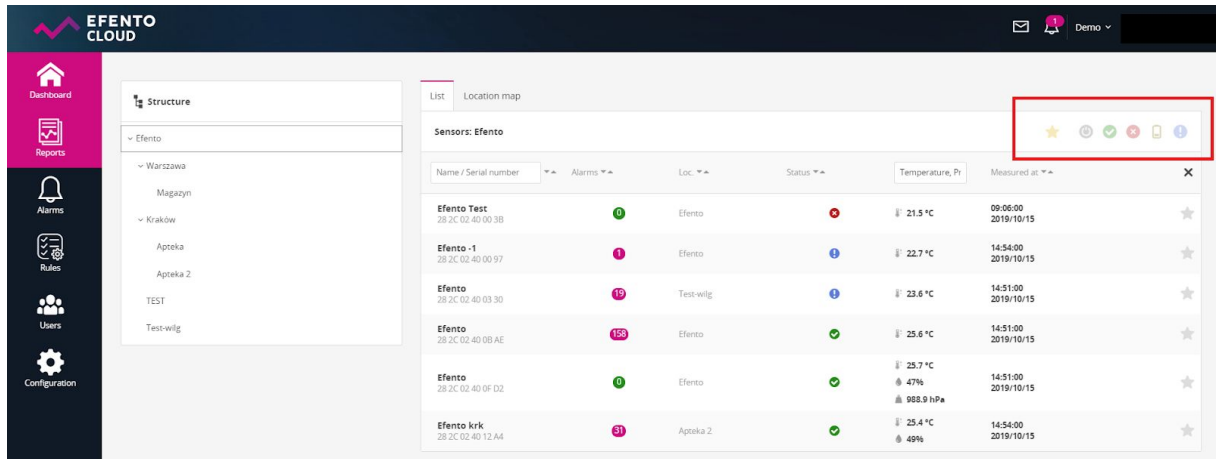 EFENTO
CLOUD
1
Demo
Dashboard
Reports
Alarms
Rules
Users
Configuration
Structure
Efento
Warszawa
Magazyn
Kraków
Apteka
Apteka 2
TEST
Test-wilg
List Location map
Sensors: Efento
Name / Serial number Alarms Loc. Status Temperature, Pr Measured at
Efento Test 0 Efento 21.5 °C 09:06:00
28 2C 02 40 00 3B 2019/10/15
Efento -1 1 Efento 22.7 °C 14:54:00
28 2C 02 40 00 97 2019/10/15
Efento 19 Test-wilg 23.6 °C 14:51:00
28 2C 02 40 03 30 2019/10/15
Efento 158 Efento 25.6 °C 14:51:00
28 2C 02 40 0B AE 2019/10/15
25.7 °C
Efento 0 Efento 47% 14:51:00
28 2C 02 40 0F D2 2019/10/15
988.9 hPa
Efento krk 31 Apteka 2 25.4 °C 14:54:00
28 2C 02 40 12 A4 49% 2019/10/15